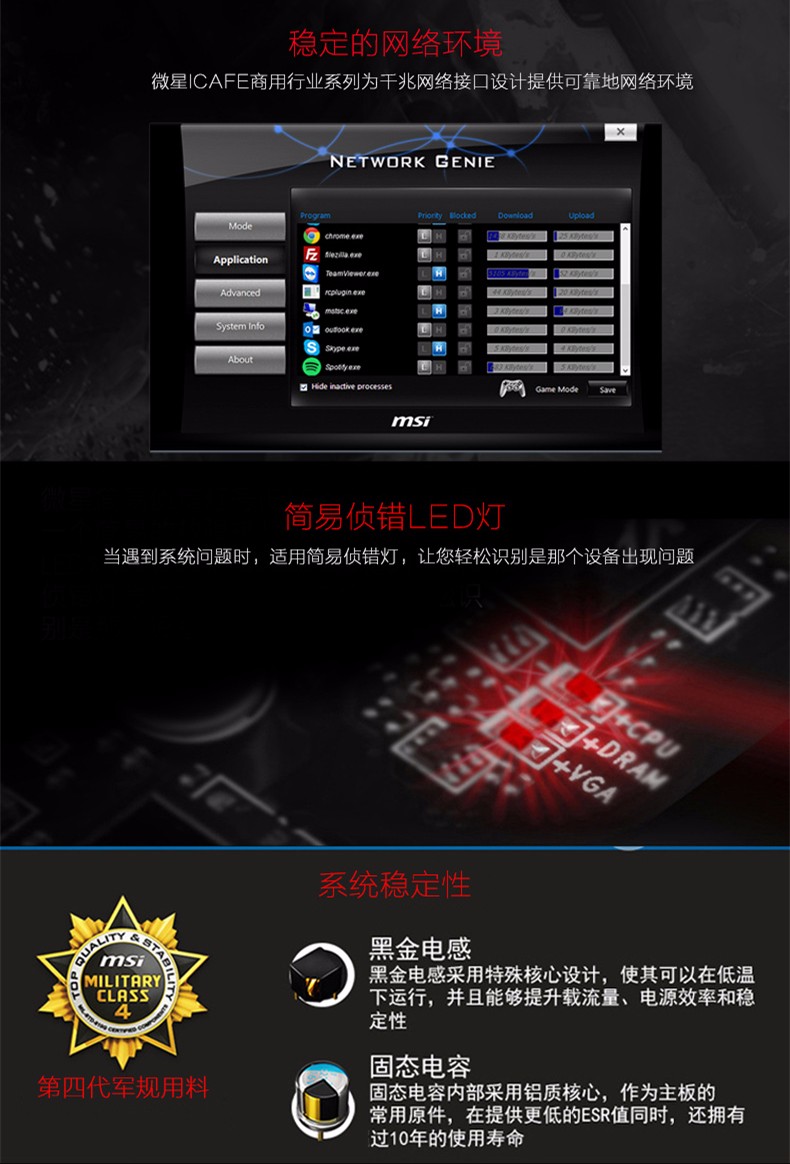 稳定的网络环境
微星ICAFE商用行业系列为千兆网络接口设计提供可靠地网络环境
×
NETWORK GENIE
Mode
Application
Advanced
System Info
About
Program Priority Blocked Download Upload
chrome.exe L H KBytes/s 25 KBytes/s
filezilla.exe L H 1 KBytes/s 0 KBytes/s
TeamViewer.exe L H 5105 KBytes/s 52 KBytes/s
rcplugin.exe L H 44 KBytes/s 20 KBytes/s
mstsc.exe L H 3 KBytes/s KBytes/s
outlook.exe L H 0 KBytes/s 0 KBytes/s
Skype.exe L H 5 KBytes/s 4 KBytes/s
Spotify.exe L H KBytes/s 5 KBytes/s
Hide inactive processes Game Mode Save
msi
简易侦错LED灯
当遇到系统问题时，适用简易侦错灯，让您轻松识别是那个设备出现问题
+CPU
+DRAM
+VGA
系统稳定性
TOP QUALITY & STABILITY
msi
MILITARY
CLASS
4
MIL-STD-810G CERTIFIED COMPONENTS
第四代军规用料
黑金电感
黑金电感采用特殊核心设计，使其可以在低温
下运行，并且能够提升载流量、电源效率和稳
定性
固态电容
固态电容内部采用铝质核心，作为主板的
常用原件，在提供更低的ESR值同时，还拥有
过10年的使用寿命